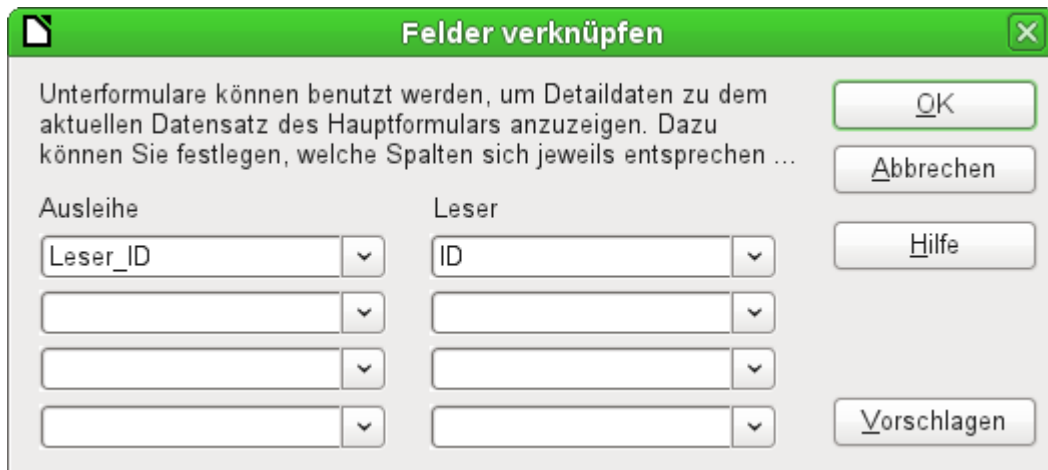 Felder verknüpfen
Unterformulare können benutzt werden, um Detaildaten zu dem
aktuellen Datensatz des Hauptformulars anzuzeigen. Dazu
können Sie festlegen, welche Spalten sich jeweils entsprechen ...
OK
Abbrechen
Hilfe
Ausleihe Leser
Leser_ID ID
Vorschlagen